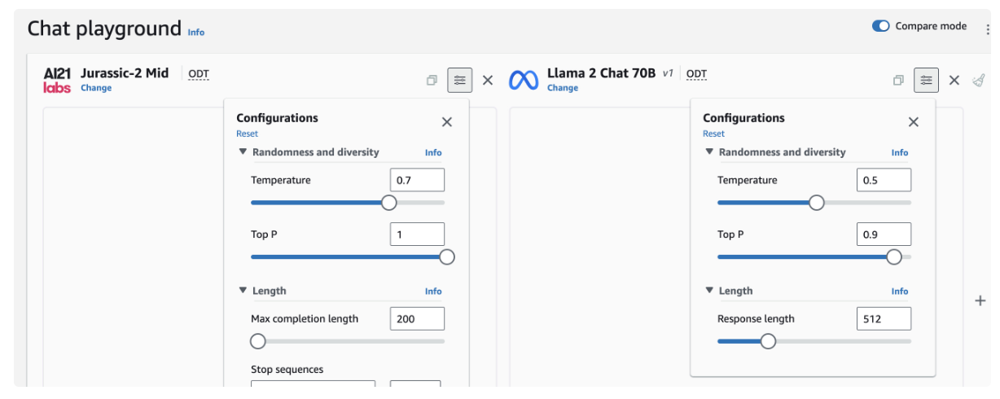 Chat playground Info
Compare mode
AI21 labs
Jurassic-2 Mid ODT
Change
Configurations
Reset
Randomness and diversity Info
Temperature 0.7
Top P 1
Length Info
Max completion length 200
Stop sequences
Llama 2 Chat 70B v1 ODT
Change
Configurations
Reset
Randomness and diversity Info
Temperature 0.5
Top P 0.9
Length Info
Response length 512